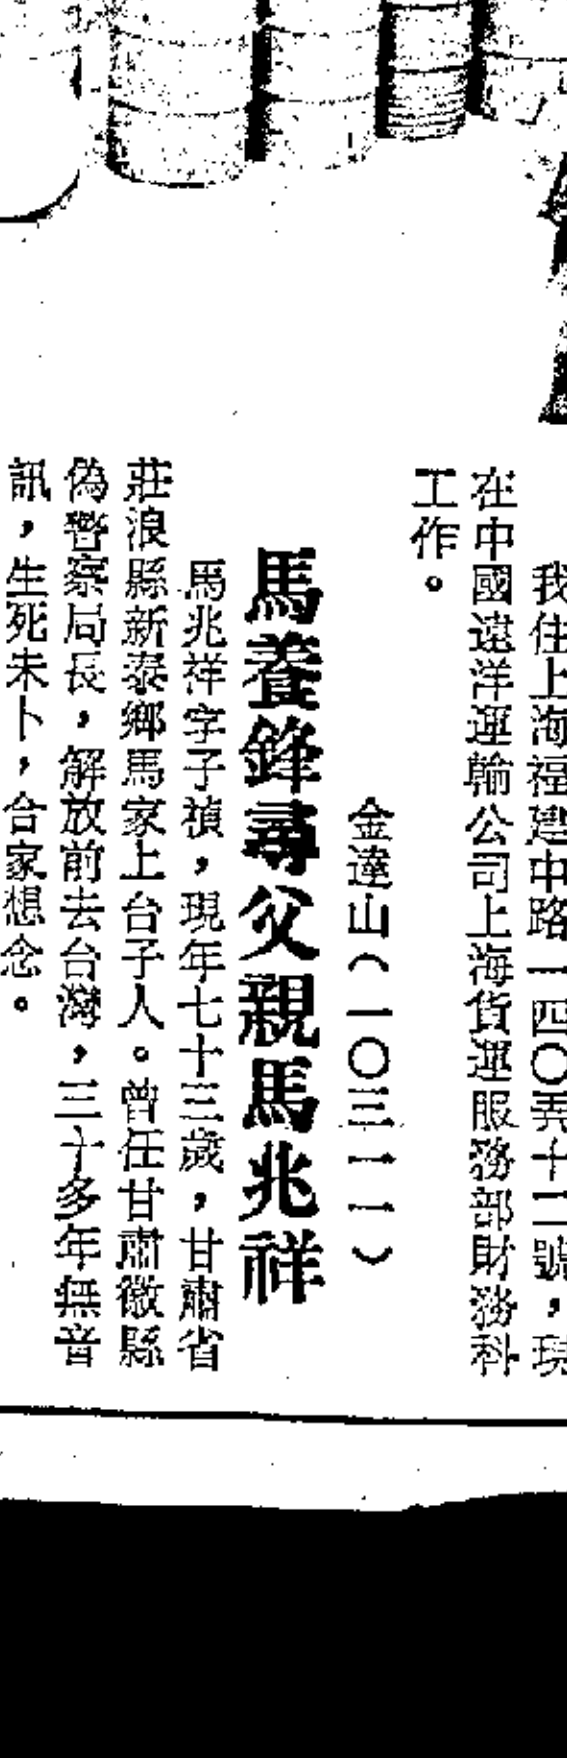 我住上海福建中路一四〇弄十二號，現
在中國遠洋運輸公司上海貨運服務部財務科
工作。
金達山（一〇三一一）
馬養鋒尋父親馬兆祥
馬兆祥字子禎，現年七十三歲，甘肅省
莊浪縣新泰鄉馬家上台子人。曾任甘肅徽縣
偽警察局長，解放前去台灣，三十多年無音
訊，生死未卜，合家想念。